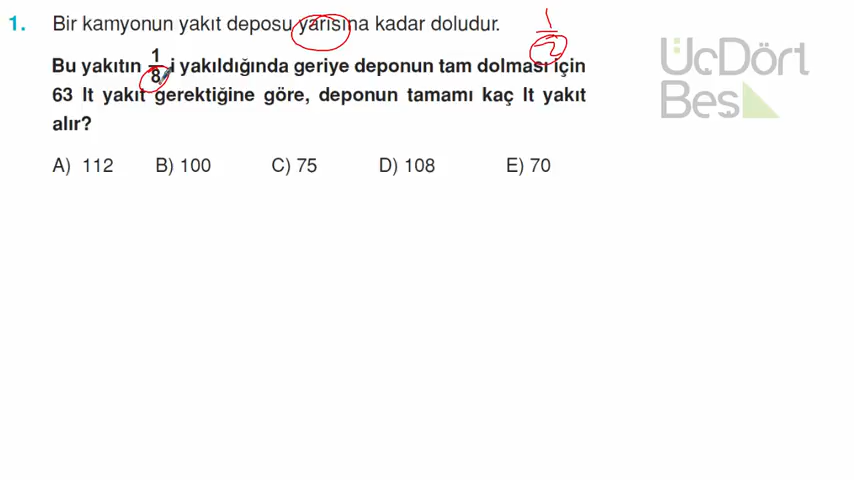 1. Bir kamyonun yakıt deposu yarısına kadar doludur.
1
2
Bu yakıtın 1/8 i yakıldığında geriye deponun tam dolması için
63 lt yakıt gerektiğine göre, deponun tamamı kaç lt yakıt
alır?
A) 112 B) 100 C) 75 D) 108 E) 70
ÜçDört
Beş